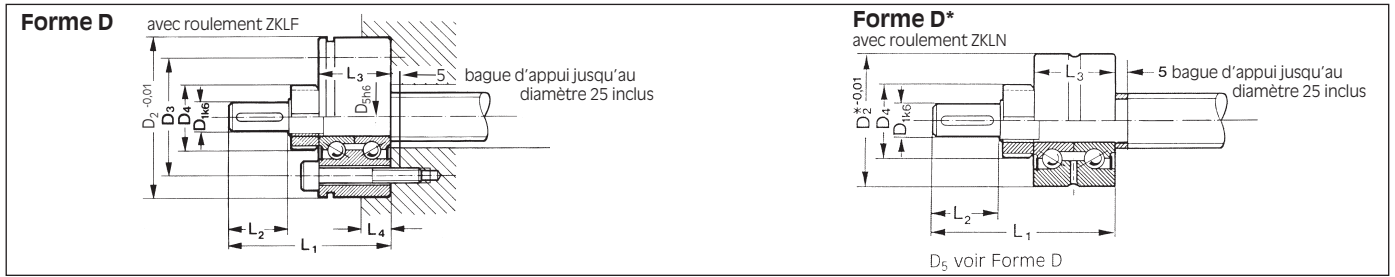 Forme D
avec roulement ZKLF
D₂ -0,01
D₃
D₄
D1k6
L₃
D5h6
5
bague d'appui jusqu'au
diamètre 25 inclus
L₂
L₄
L₁
Forme D*
avec roulement ZKLN
D₂*-0,01
D₄
D1k6
L₃
5 bague d'appui jusqu'au
diamètre 25 inclus
L₂
L₁
D₅ voir Forme D